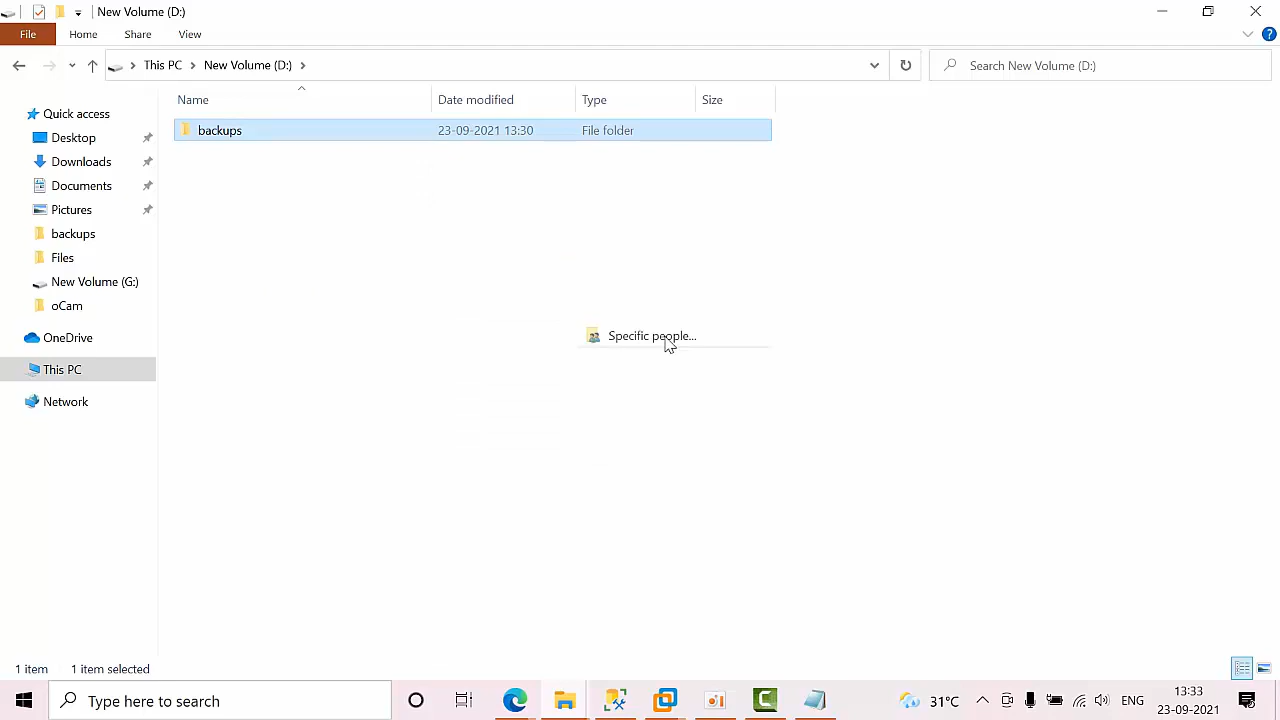 New Volume (D:)
File Home Share View
This PC New Volume (D:)
Search New Volume (D:)
Name Date modified Type Size
backups 23-09-2021 13:30 File folder
Quick access
Desktop
Downloads
Documents
Pictures
backups
Files
New Volume (G:)
oCam
OneDrive
This PC
Network
Specific people...
1 item 1 item selected
Type here to search
31°C
ENG
13:33
23-09-2021